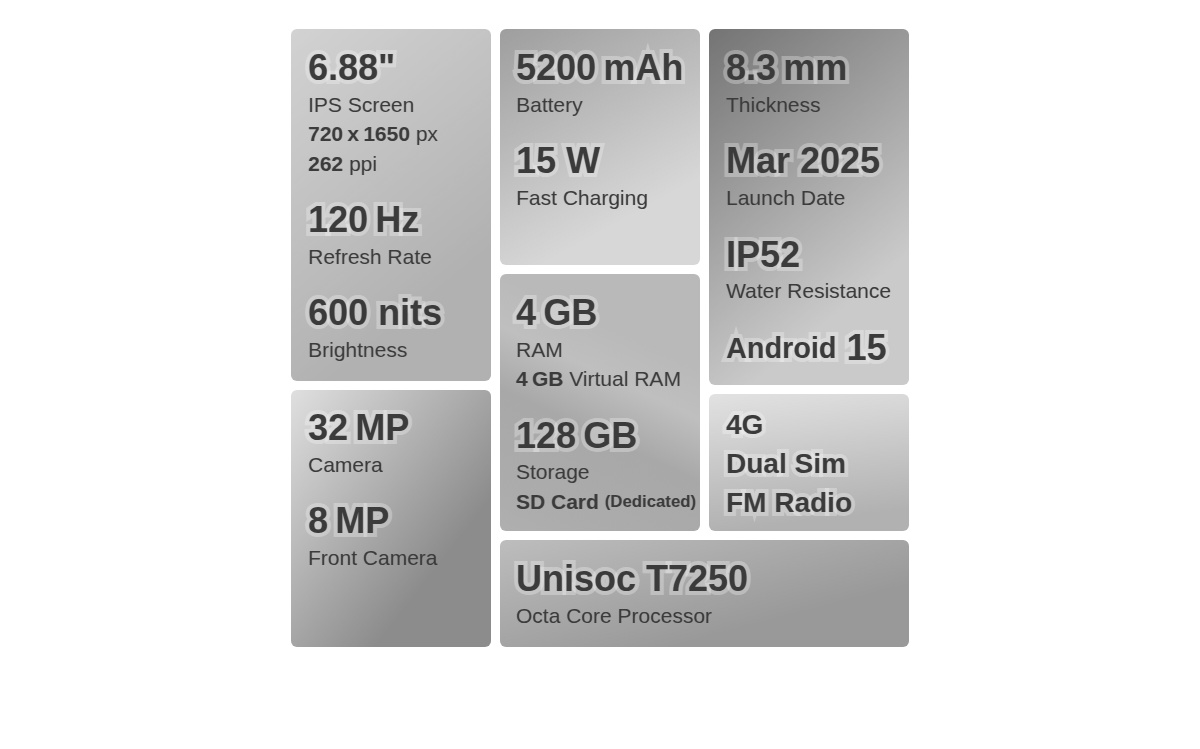 6.88"
IPS Screen
720 x 1650 px
262 ppi
120 Hz
Refresh Rate
600 nits
Brightness
32 MP
Camera
8 MP
Front Camera
5200 mAh
Battery
15 W
Fast Charging
4 GB
RAM
4 GB Virtual RAM
128 GB
Storage
SD Card (Dedicated)
8.3 mm
Thickness
Mar 2025
Launch Date
IP52
Water Resistance
Android 15
4G
Dual Sim
FM Radio
Unisoc T7250
Octa Core Processor